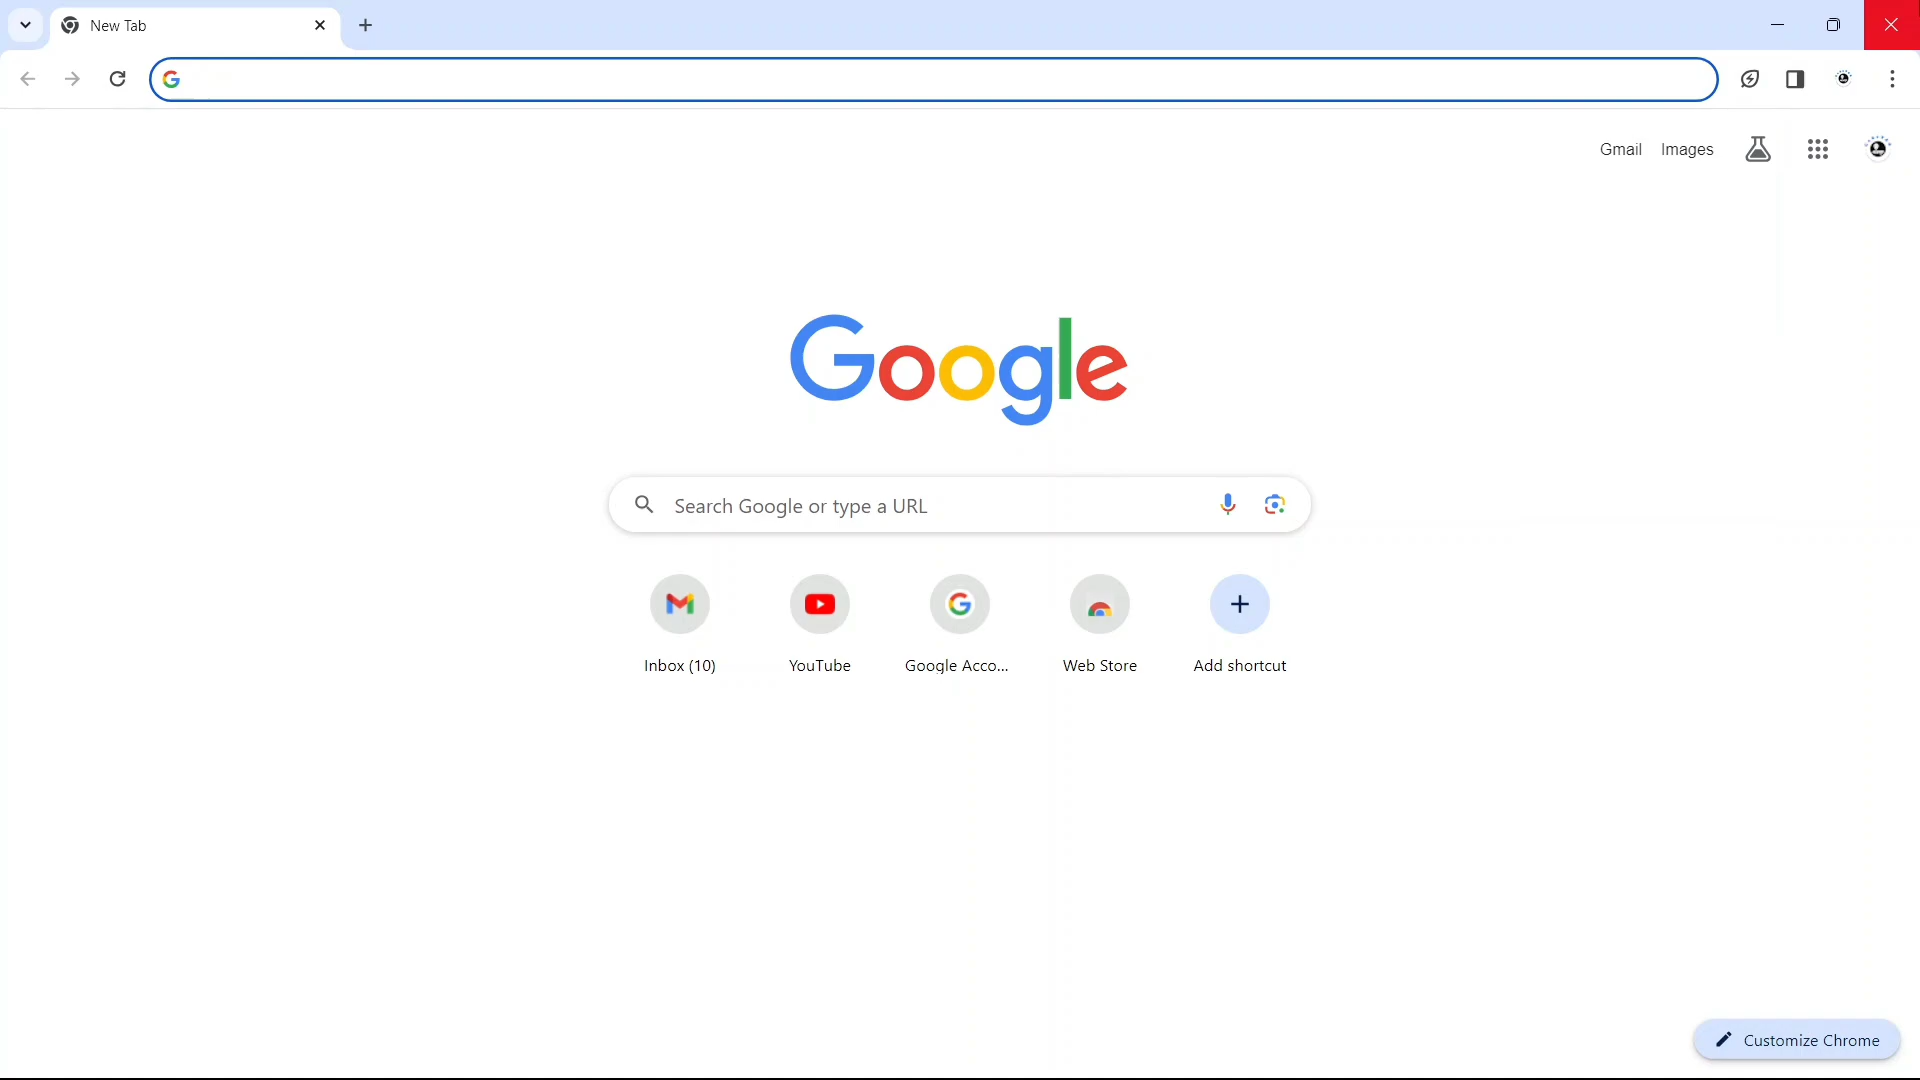 New Tab
Gmail Images
Google
Search Google or type a URL
Inbox (10) YouTube Google Acco... Web Store Add shortcut
Customize Chrome